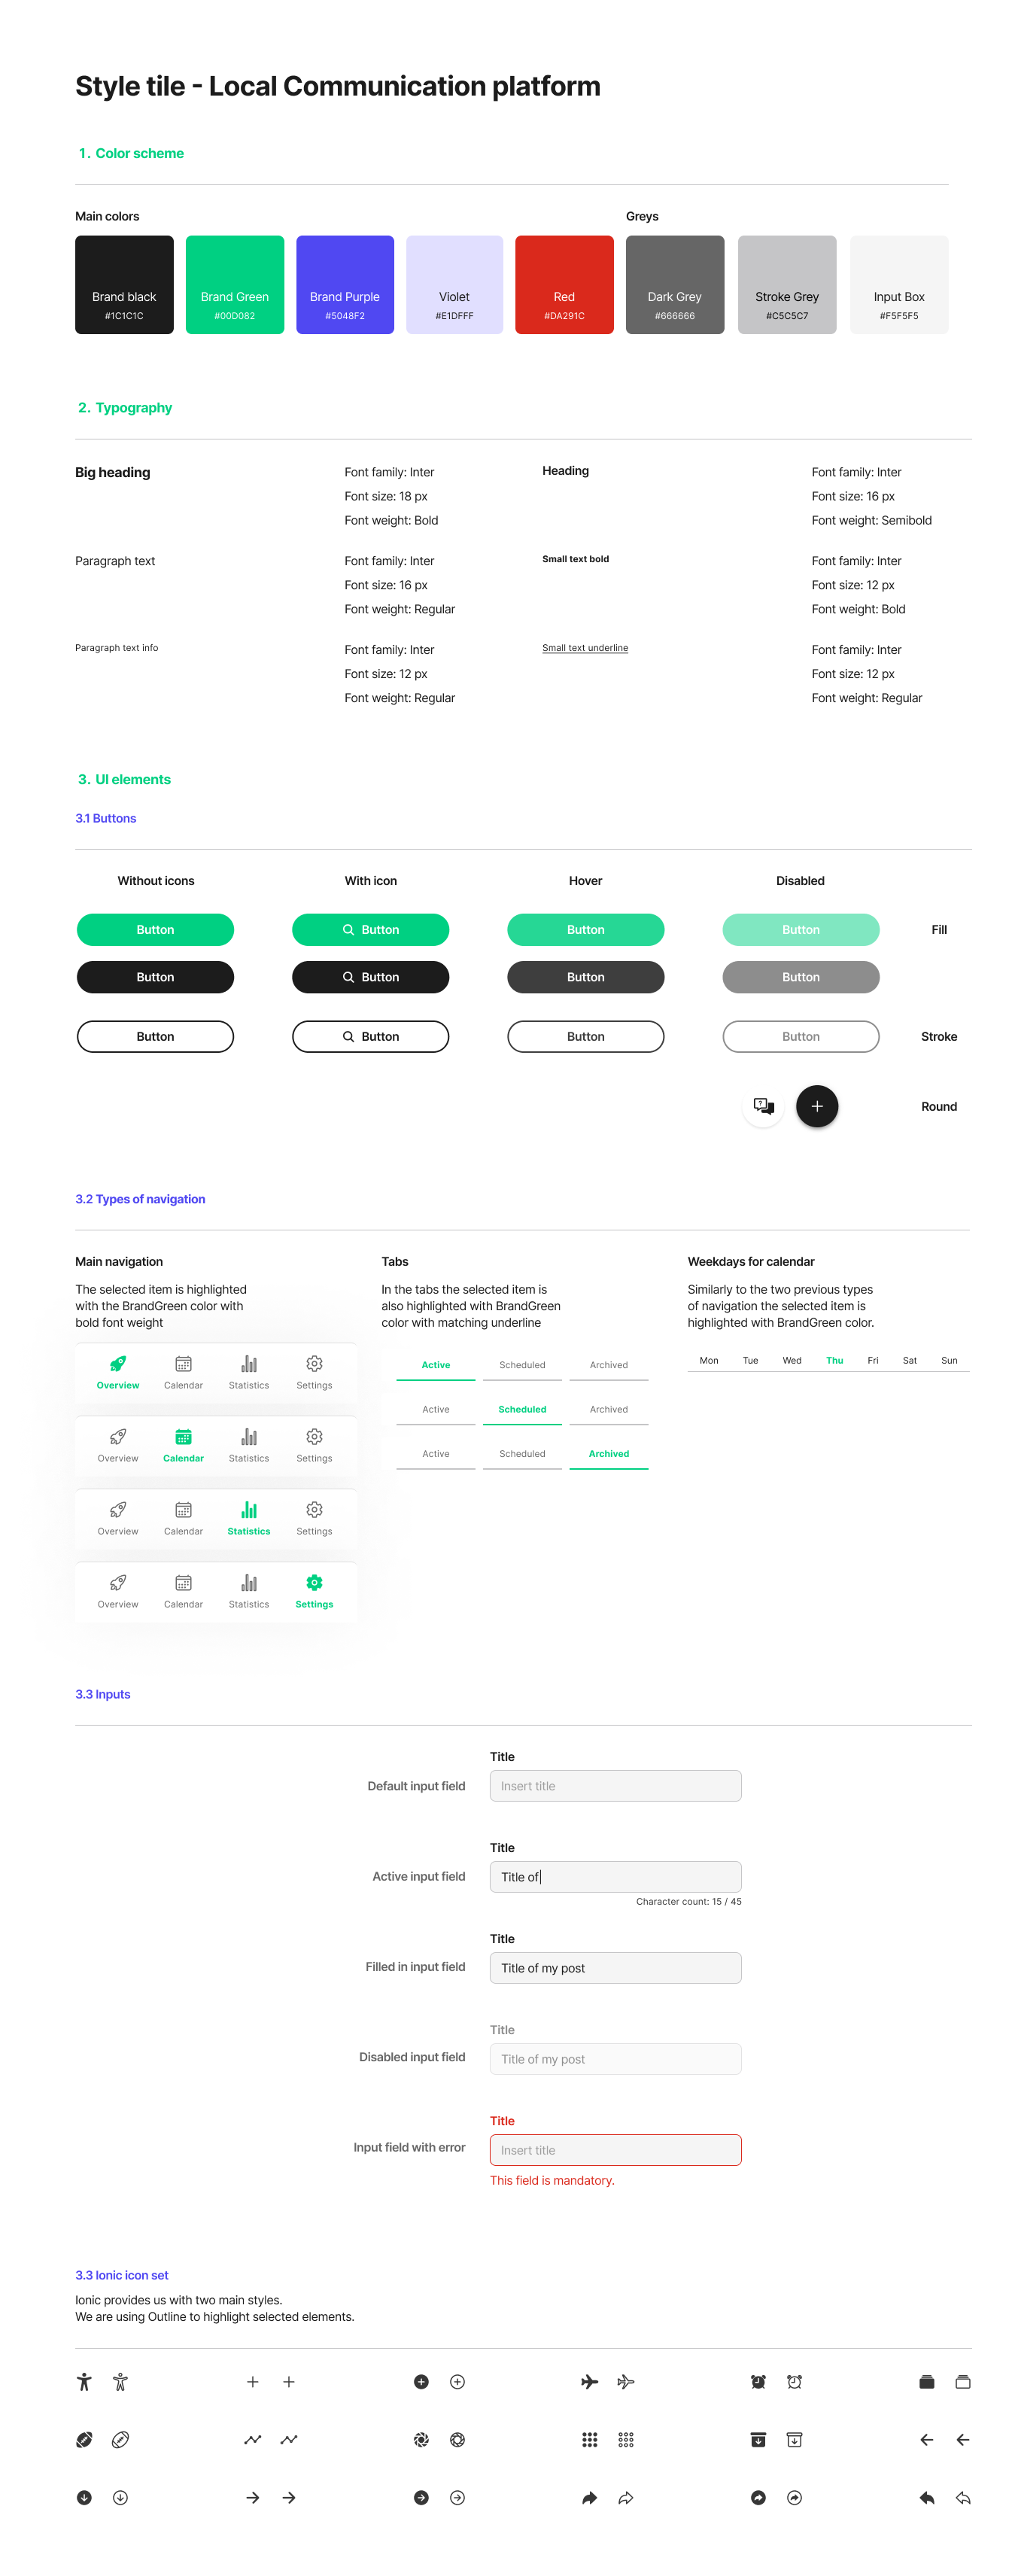 Style tile - Local Communication platform
1. Color scheme
Main colors
Greys
Brand black
#1C1C1C
Brand Green
#00D082
Brand Purple
#5048F2
Violet
#E1DFFF
Red
#DA291C
Dark Grey
#666666
Stroke Grey
#C5C5C7
Input Box
#F5F5F5
2. Typography
Big heading
Font family: Inter
Font size: 18 px
Font weight: Bold
Heading
Font family: Inter
Font size: 16 px
Font weight: Semibold
Paragraph text
Font family: Inter
Font size: 16 px
Font weight: Regular
Small text bold
Font family: Inter
Font size: 12 px
Font weight: Bold
Paragraph text info
Font family: Inter
Font size: 12 px
Font weight: Regular
Small text underline
Font family: Inter
Font size: 12 px
Font weight: Regular
3. UI elements
3.1 Buttons
Without icons
With icon
Hover
Disabled
Button
Button
Button
Button
Fill
Button
Button
Button
Button
Button
Button
Button
Button
Stroke
?
Round
3.2 Types of navigation
Main navigation
The selected item is highlighted
with the BrandGreen color with
bold font weight
Overview
Calendar
Statistics
Settings
Overview
Calendar
Statistics
Settings
Overview
Calendar
Statistics
Settings
Overview
Calendar
Statistics
Settings
Tabs
In the tabs the selected item is
also highlighted with BrandGreen
color with matching underline
Active
Scheduled
Archived
Active
Scheduled
Archived
Active
Scheduled
Archived
Weekdays for calendar
Similarly to the two previous types
of navigation the selected item is
highlighted with BrandGreen color.
Mon Tue Wed Thu Fri Sat Sun
3.3 Inputs
Title
Default input field
Insert title
Title
Active input field
Title of
Character count: 15 / 45
Title
Filled in input field
Title of my post
Title
Disabled input field
Title of my post
Title
Input field with error
Insert title
This field is mandatory.
3.3 Ionic icon set
Ionic provides us with two main styles.
We are using Outline to highlight selected elements.